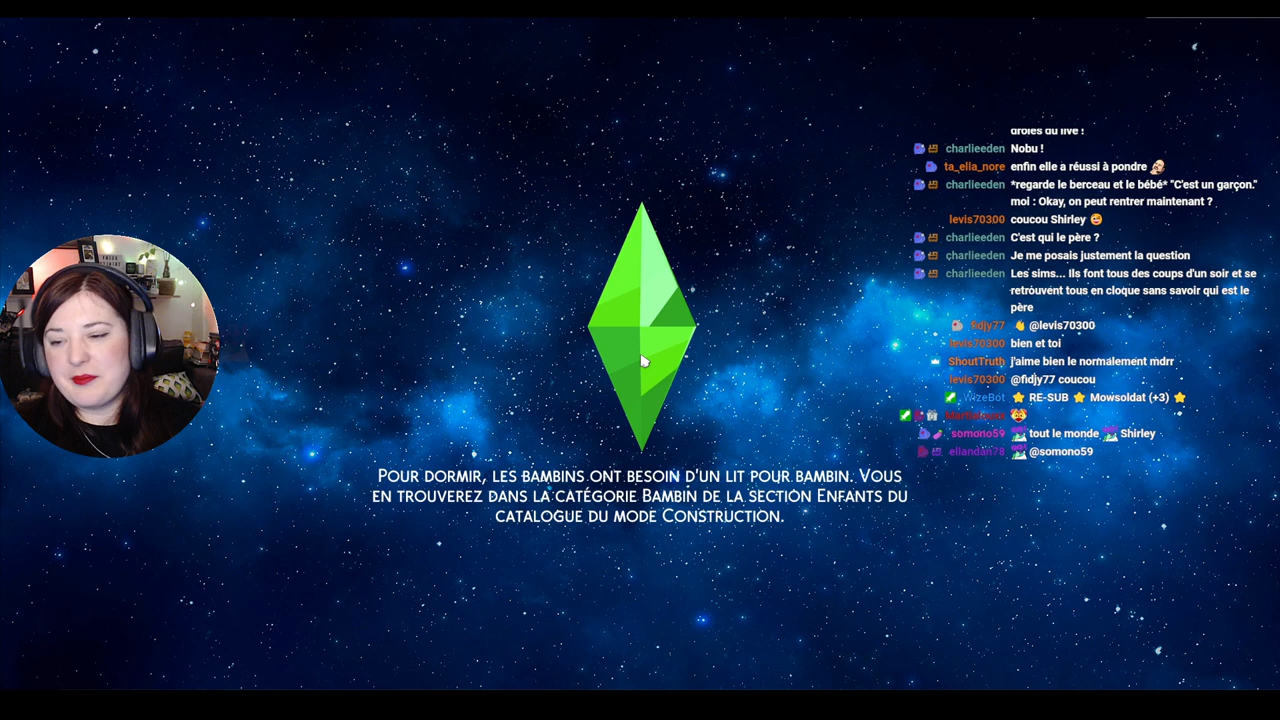 drôles du live !
charlieeden Nobu !
ta_ella_nore enfin elle a réussi à pondre
charlieeden *regarde le berceau et le bébé* "C'est un garçon."
moi : Okay, on peut rentrer maintenant ?
levis70300 coucou Shirley
charlieeden C'est qui le père ?
charlieeden Je me posais justement la question
charlieeden Les sims... Ils font tous des coups d'un soir et se
retrouvent tous en cloque sans savoir qui est le
père
fidjy77 @levis70300
levis70300 bien et toi
ShoutTruth j'aime bien le normalement mdrr
levis70300 @fidjy77 coucou
WizeBot RE-SUB Mowsoldat (+3)
somono59 tout le monde Shirley
ellandan78 @somono59
Pour dormir, les bambins ont besoin d'un lit pour bambin. Vous
en trouverez dans la catégorie Bambin de la section Enfants du
catalogue du mode Construction.